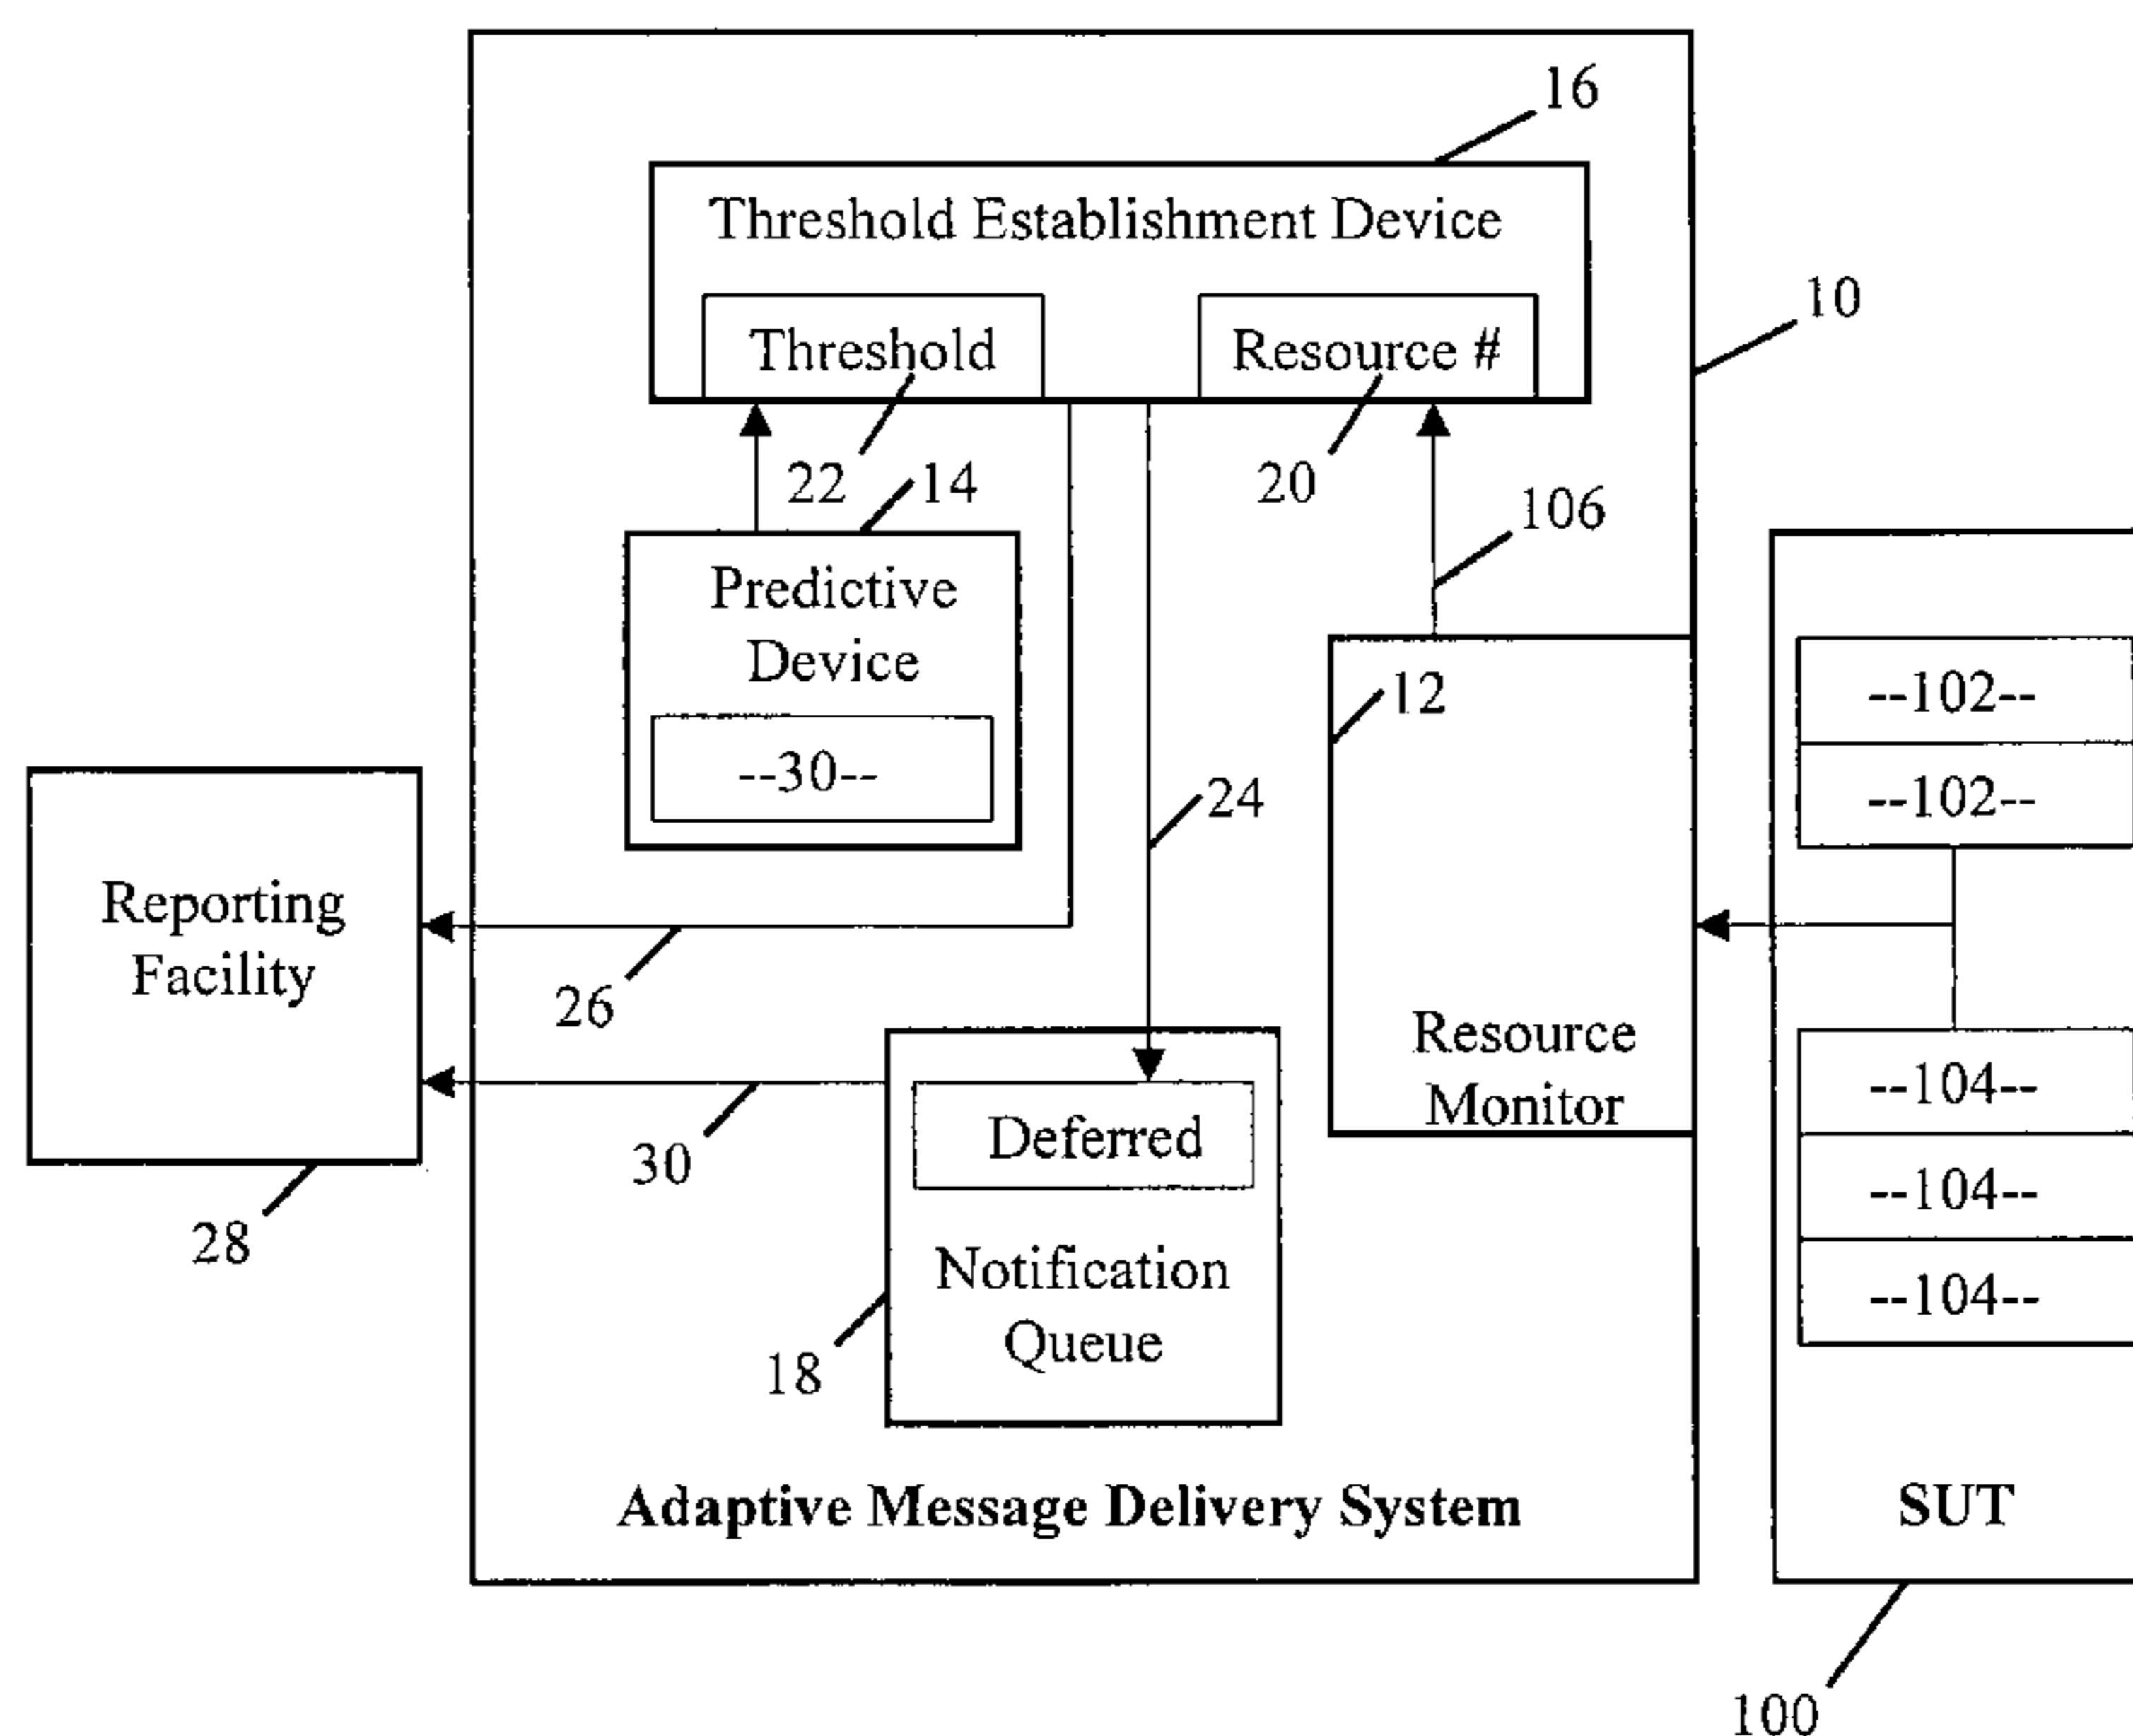 16
Threshold Establishment Device
10
Threshold
Resource #
22
14
20
106
Predictive
Device
12
--102--
--30--
--102--
24
Reporting
Facility
26
Resource
Monitor
--104--
Deferred
30
--104--
28
Notification
Queue
--104--
18
Adaptive Message Delivery System
SUT
100